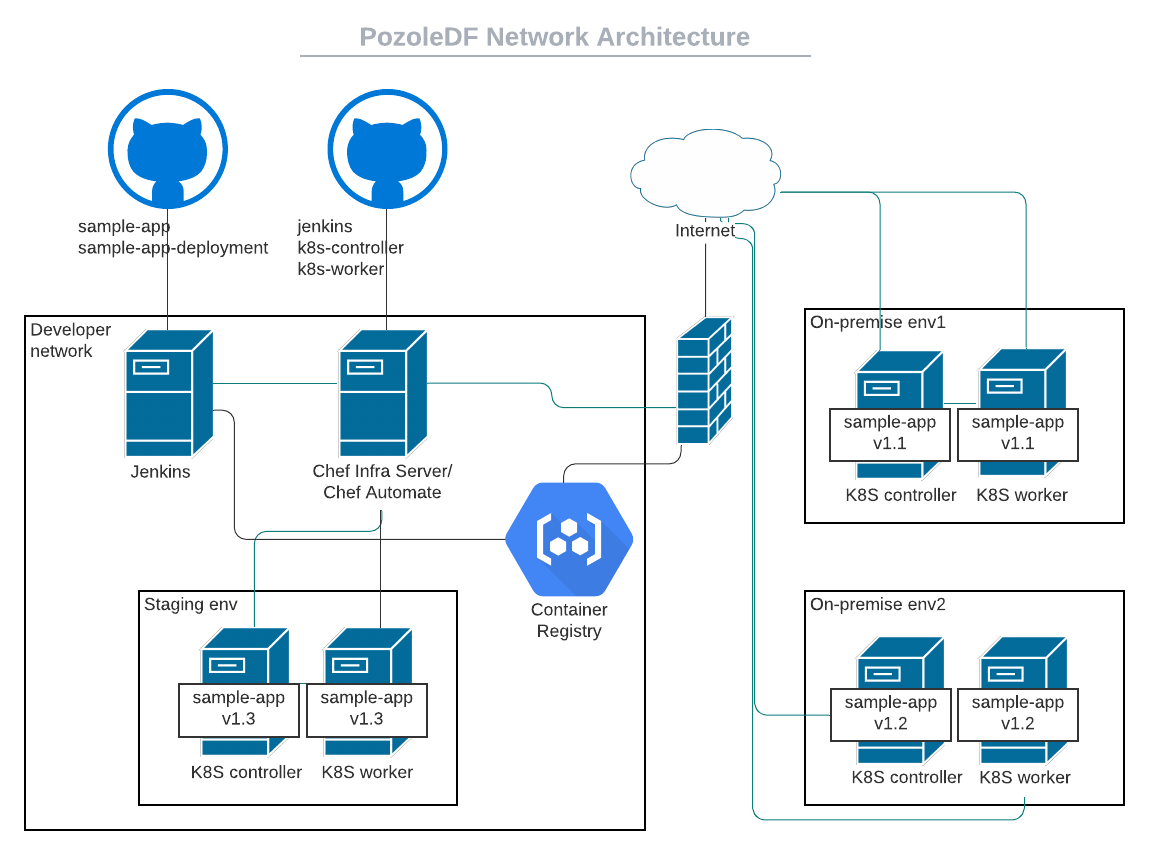 PozoleDF Network Architecture
sample-app
sample-app-deployment
jenkins
k8s-controller
k8s-worker
Internet
Developer
network
Jenkins
Chef Infra Server/
Chef Automate
Container
Registry
Staging env
sample-app
v1.3
sample-app
v1.3
K8S controller
K8S worker
On-premise env1
sample-app
v1.1
sample-app
v1.1
K8S controller
K8S worker
On-premise env2
sample-app
v1.2
sample-app
v1.2
K8S controller
K8S worker